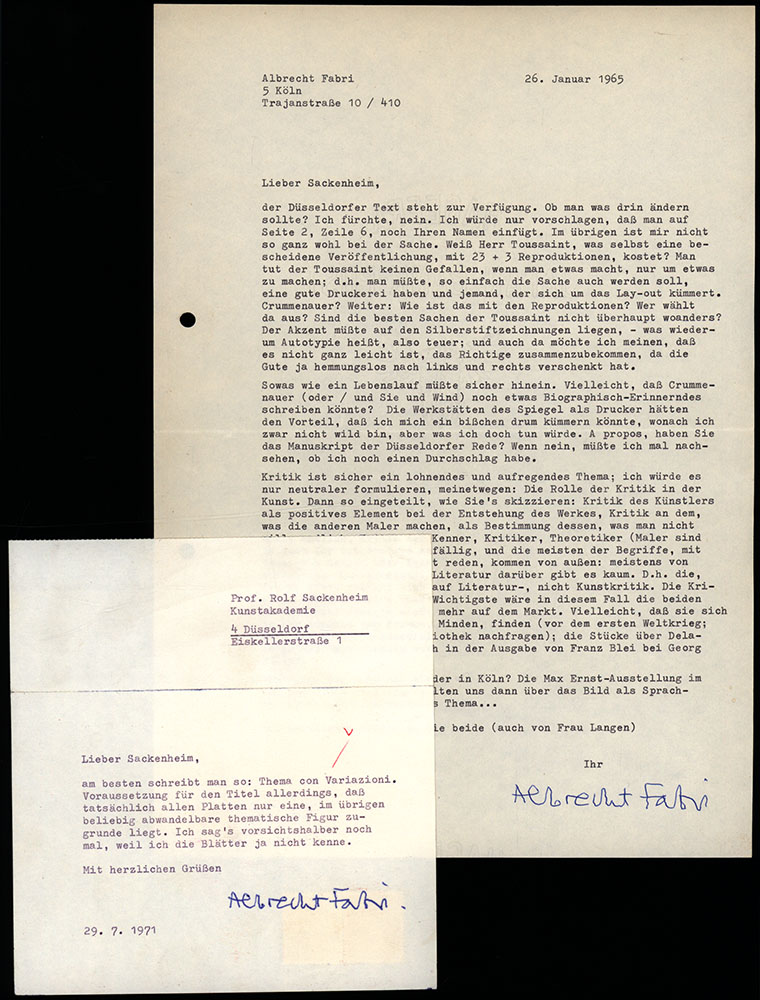 Albrecht Fabri
5 Köln
Trajanstraße 10 / 410
26. Januar 1965
Lieber Sackenheim,
der Düsseldorfer Text steht zur Verfügung. Ob man was drin ändern
sollte? Ich fürchte, nein. Ich würde nur vorschlagen, daß man auf
Seite 2, Zeile 6, noch Ihren Namen einfügt. Im übrigen ist mir nicht
so ganz wohl bei der Sache. Weiß Herr Toussaint, was selbst eine be-
scheidene Veröffentlichung, mit 23 + 3 Reproduktionen, kostet? Man
tut der Toussaint keinen Gefallen, wenn man etwas macht, nur um etwas
zu machen; d.h. man müßte, so einfach die Sache auch werden soll,
eine gute Druckerei haben und jemand, der sich um das Lay-out kümmert.
Crummenauer? Weiter: Wie ist das mit den Reproduktionen? Wer wählt
da aus? Sind die besten Sachen der Toussaint nicht überhaupt woanders?
Der Akzent müßte auf den Silberstiftzeichnungen liegen, - was wieder-
um Autotypie heißt, also teuer; und auch da möchte ich meinen, daß
es nicht ganz leicht ist, das Richtige zusammenzubekommen, da die
Gute ja hemmungslos nach links und rechts verschenkt hat.
Sowas wie ein Lebenslauf müßte sicher hinein. Vielleicht, daß Crumme-
nauer (oder / und Sie und Wind) noch etwas Biographisch-Erinnerndes
schreiben könnte? Die Werkstätten des Spiegel als Drucker hätten
den Vorteil, daß ich mich ein bißchen drum kümmern könnte, wonach ich
zwar nicht wild bin, aber was ich doch tun würde. A propos, haben Sie
das Manuskript der Düsseldorfer Rede? Wenn nein, müßte ich mal nach-
sehen, ob ich noch einen Durchschlag habe.
Kritik ist sicher ein lohnendes und aufregendes Thema; ich würde es
nur neutraler formulieren, meinetwegen: Die Rolle der Kritik in der
Kunst. Dann so eingeteilt, wie Sie's skizzieren: Kritik des Künstlers
als positives Element bei der Entstehung des Werkes, Kritik an dem,
was die anderen Maler machen, als Bestimmung dessen, was man nicht
Kenner, Kritiker, Theoretiker (Maler sind
fällig, und die meisten der Begriffe, mit
t reden, kommen von außen: meistens von
Literatur darüber gibt es kaum. D.h. die,
auf Literatur-, nicht Kunstkritik. Die Kri-
Wichtigste wäre in diesem Fall die beiden
mehr auf dem Markt. Vielleicht, daß sie sich
Minden, finden (vor dem ersten Weltkrieg;
iothek nachfragen); die Stücke über Dela-
h in der Ausgabe von Franz Blei bei Georg
der in Köln? Die Max Ernst-Ausstellung im
lten uns dann über das Bild als Sprach-
s Thema...
ie beide (auch von Frau Langen)
Ihr
Albrecht Fabri
Prof. Rolf Sackenheim
Kunstakademie
4 Düsseldorf
Eiskellerstraße 1
Lieber Sackenheim,
am besten schreibt man so: Thema con Variazioni.
Voraussetzung für den Titel allerdings, daß
tatsächlich allen Platten nur eine, im übrigen
beliebig abwandelbare thematische Figur zu-
grunde liegt. Ich sag's vorsichtshalber noch
mal, weil ich die Blätter ja nicht kenne.
Mit herzlichen Grüßen
Albrecht Fabri.
29. 7. 1971